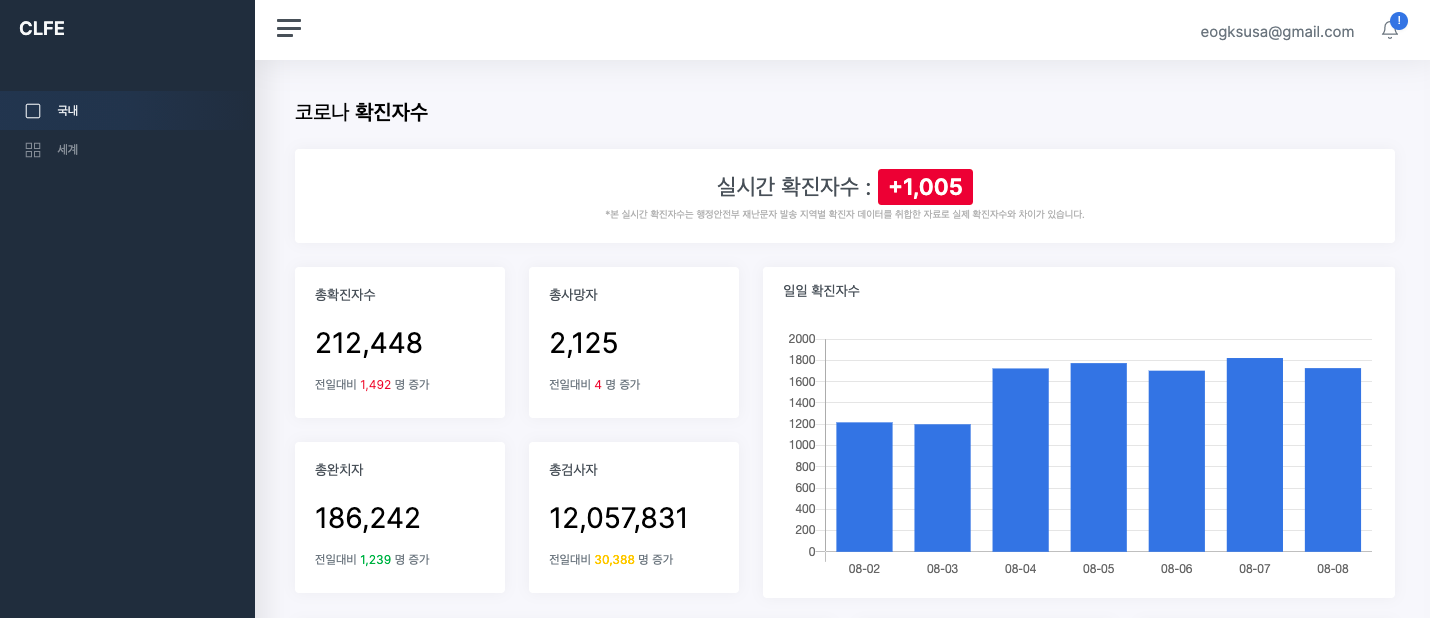 CLFE
eogksusa@gmail.com
!
국내
세계
코로나 확진자수
실시간 확진자수 : +1,005
*본 실시간 확진자수는 행정안전부 재난문자 발송 지역별 확진자 데이터를 취합한 자료로 실제 확진자수와 차이가 있습니다.
총확진자수
212,448
전일대비 1,492 명 증가
총사망자
2,125
전일대비 4 명 증가
총완치자
186,242
전일대비 1,239 명 증가
총검사자
12,057,831
전일대비 30,388 명 증가
일일 확진자수
2000
1800
1600
1400
1200
1000
800
600
400
200
0
08-02 08-03 08-04 08-05 08-06 08-07 08-08